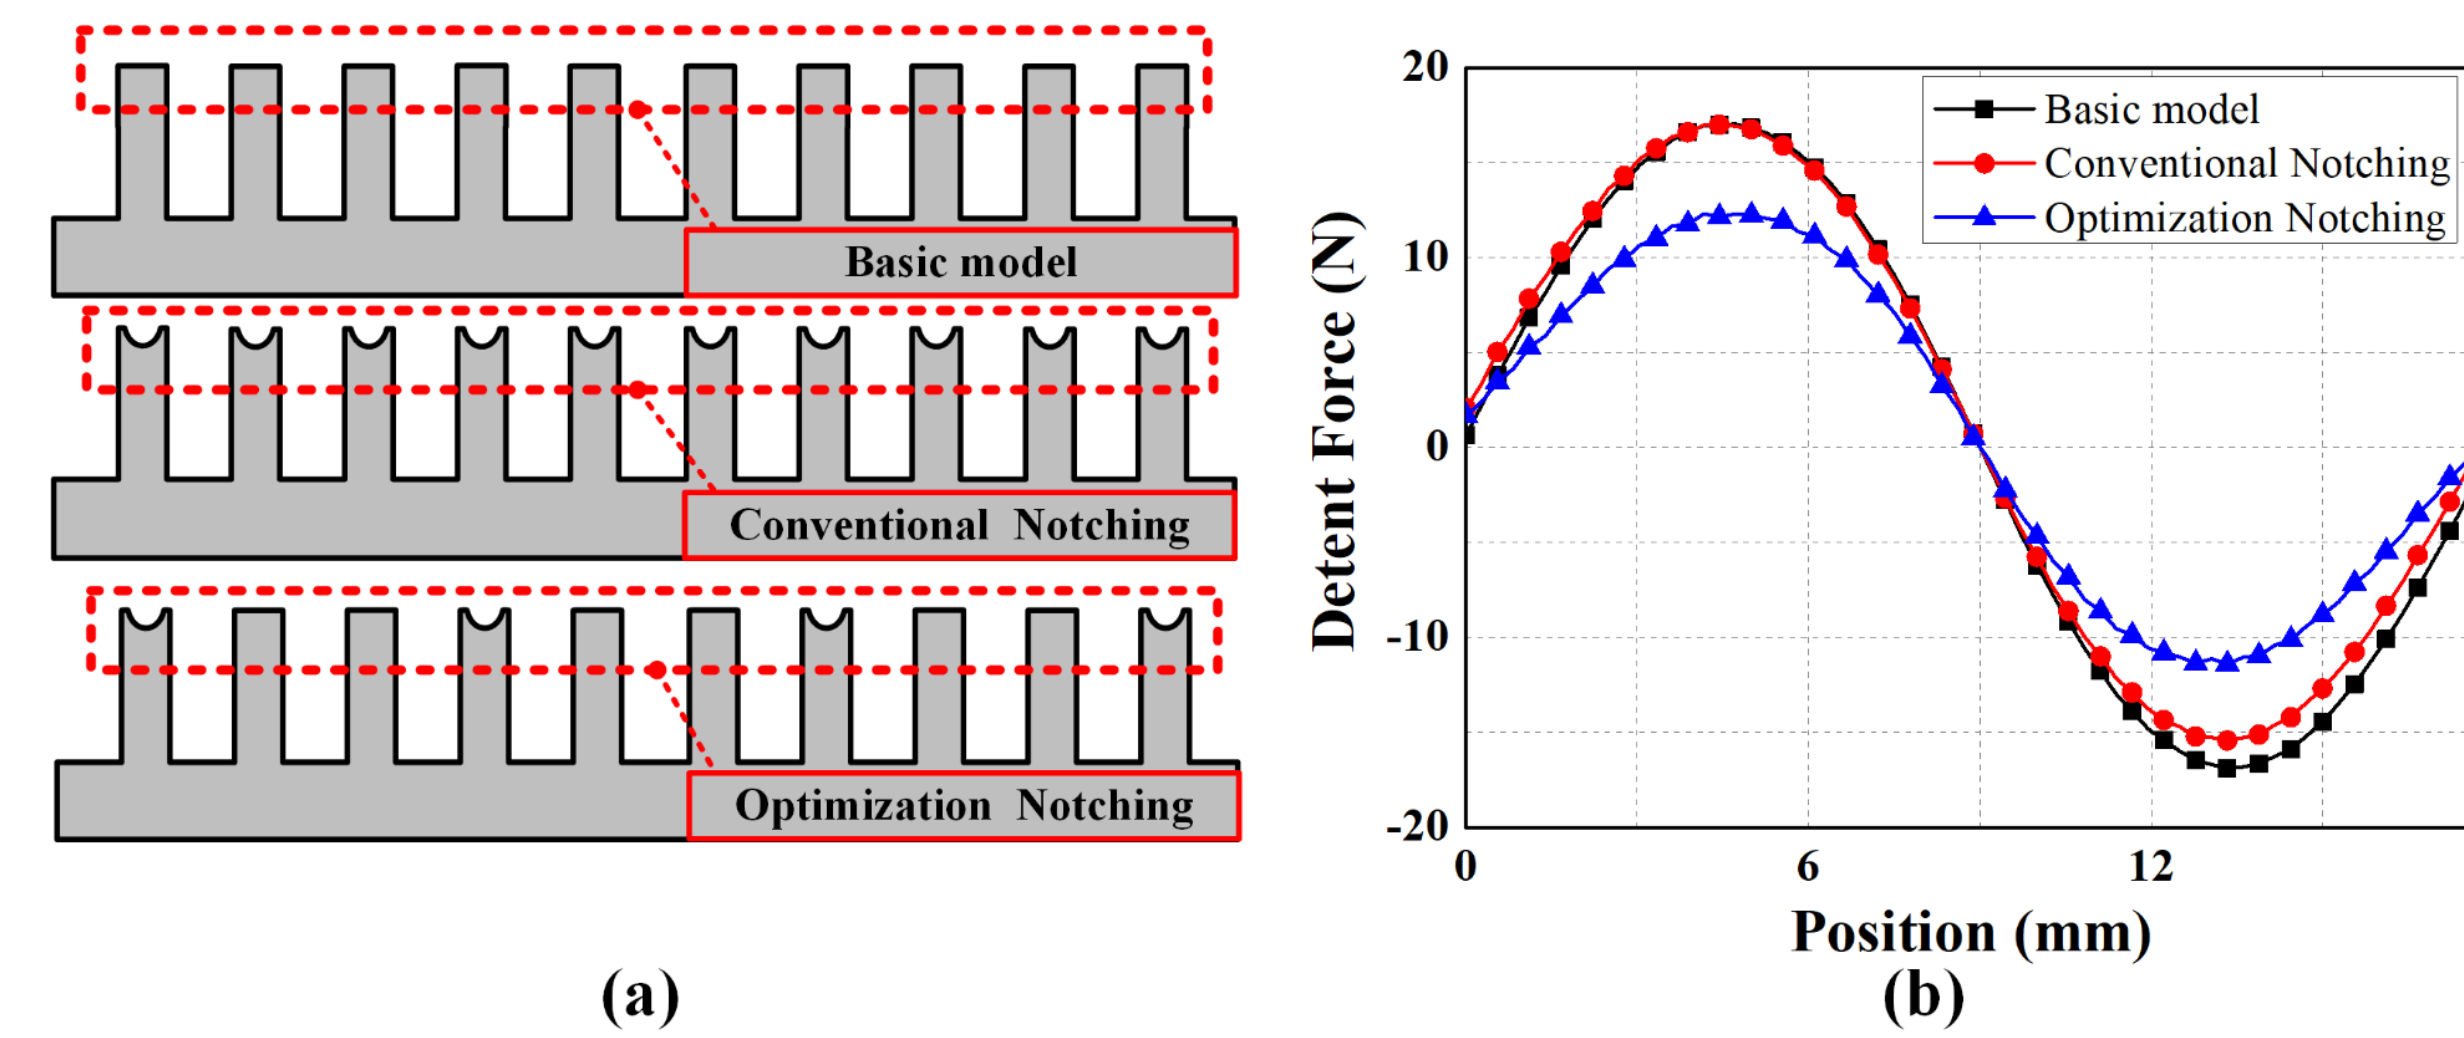 Basic model
Conventional Notching
Optimization Notching
(a)
Detent Force (N)
20
10
0
-10
-20
Basic model
Conventional Notching
Optimization Notching
0
6
12
Position (mm)
(b)